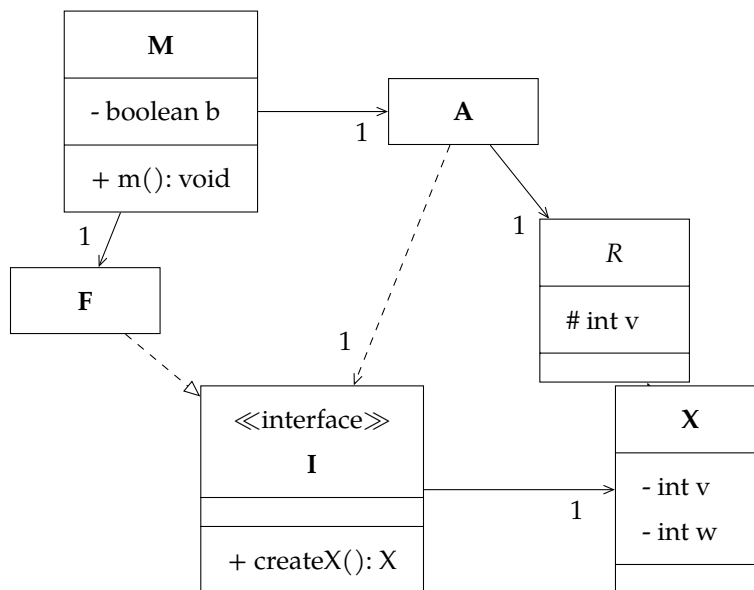 M
- boolean b
+ m(): void
1
A
1
F
1
R
# int v
1
≪interface≫
I
+ createX(): X
1
X
- int v
- int w